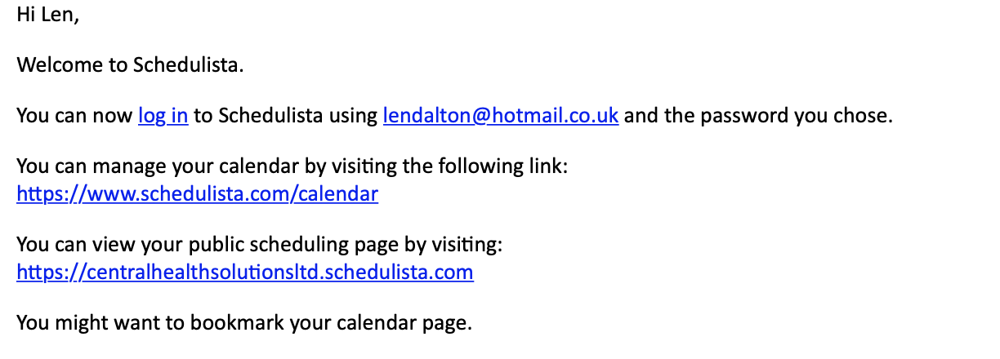 Hi Len,
Welcome to Schedulista.
You can now log in to Schedulista using lendalton@hotmail.co.uk and the password you chose.
You can manage your calendar by visiting the following link:
https://www.schedulista.com/calendar
You can view your public scheduling page by visiting:
https://centralhealthsolutionsltd.schedulista.com
You might want to bookmark your calendar page.